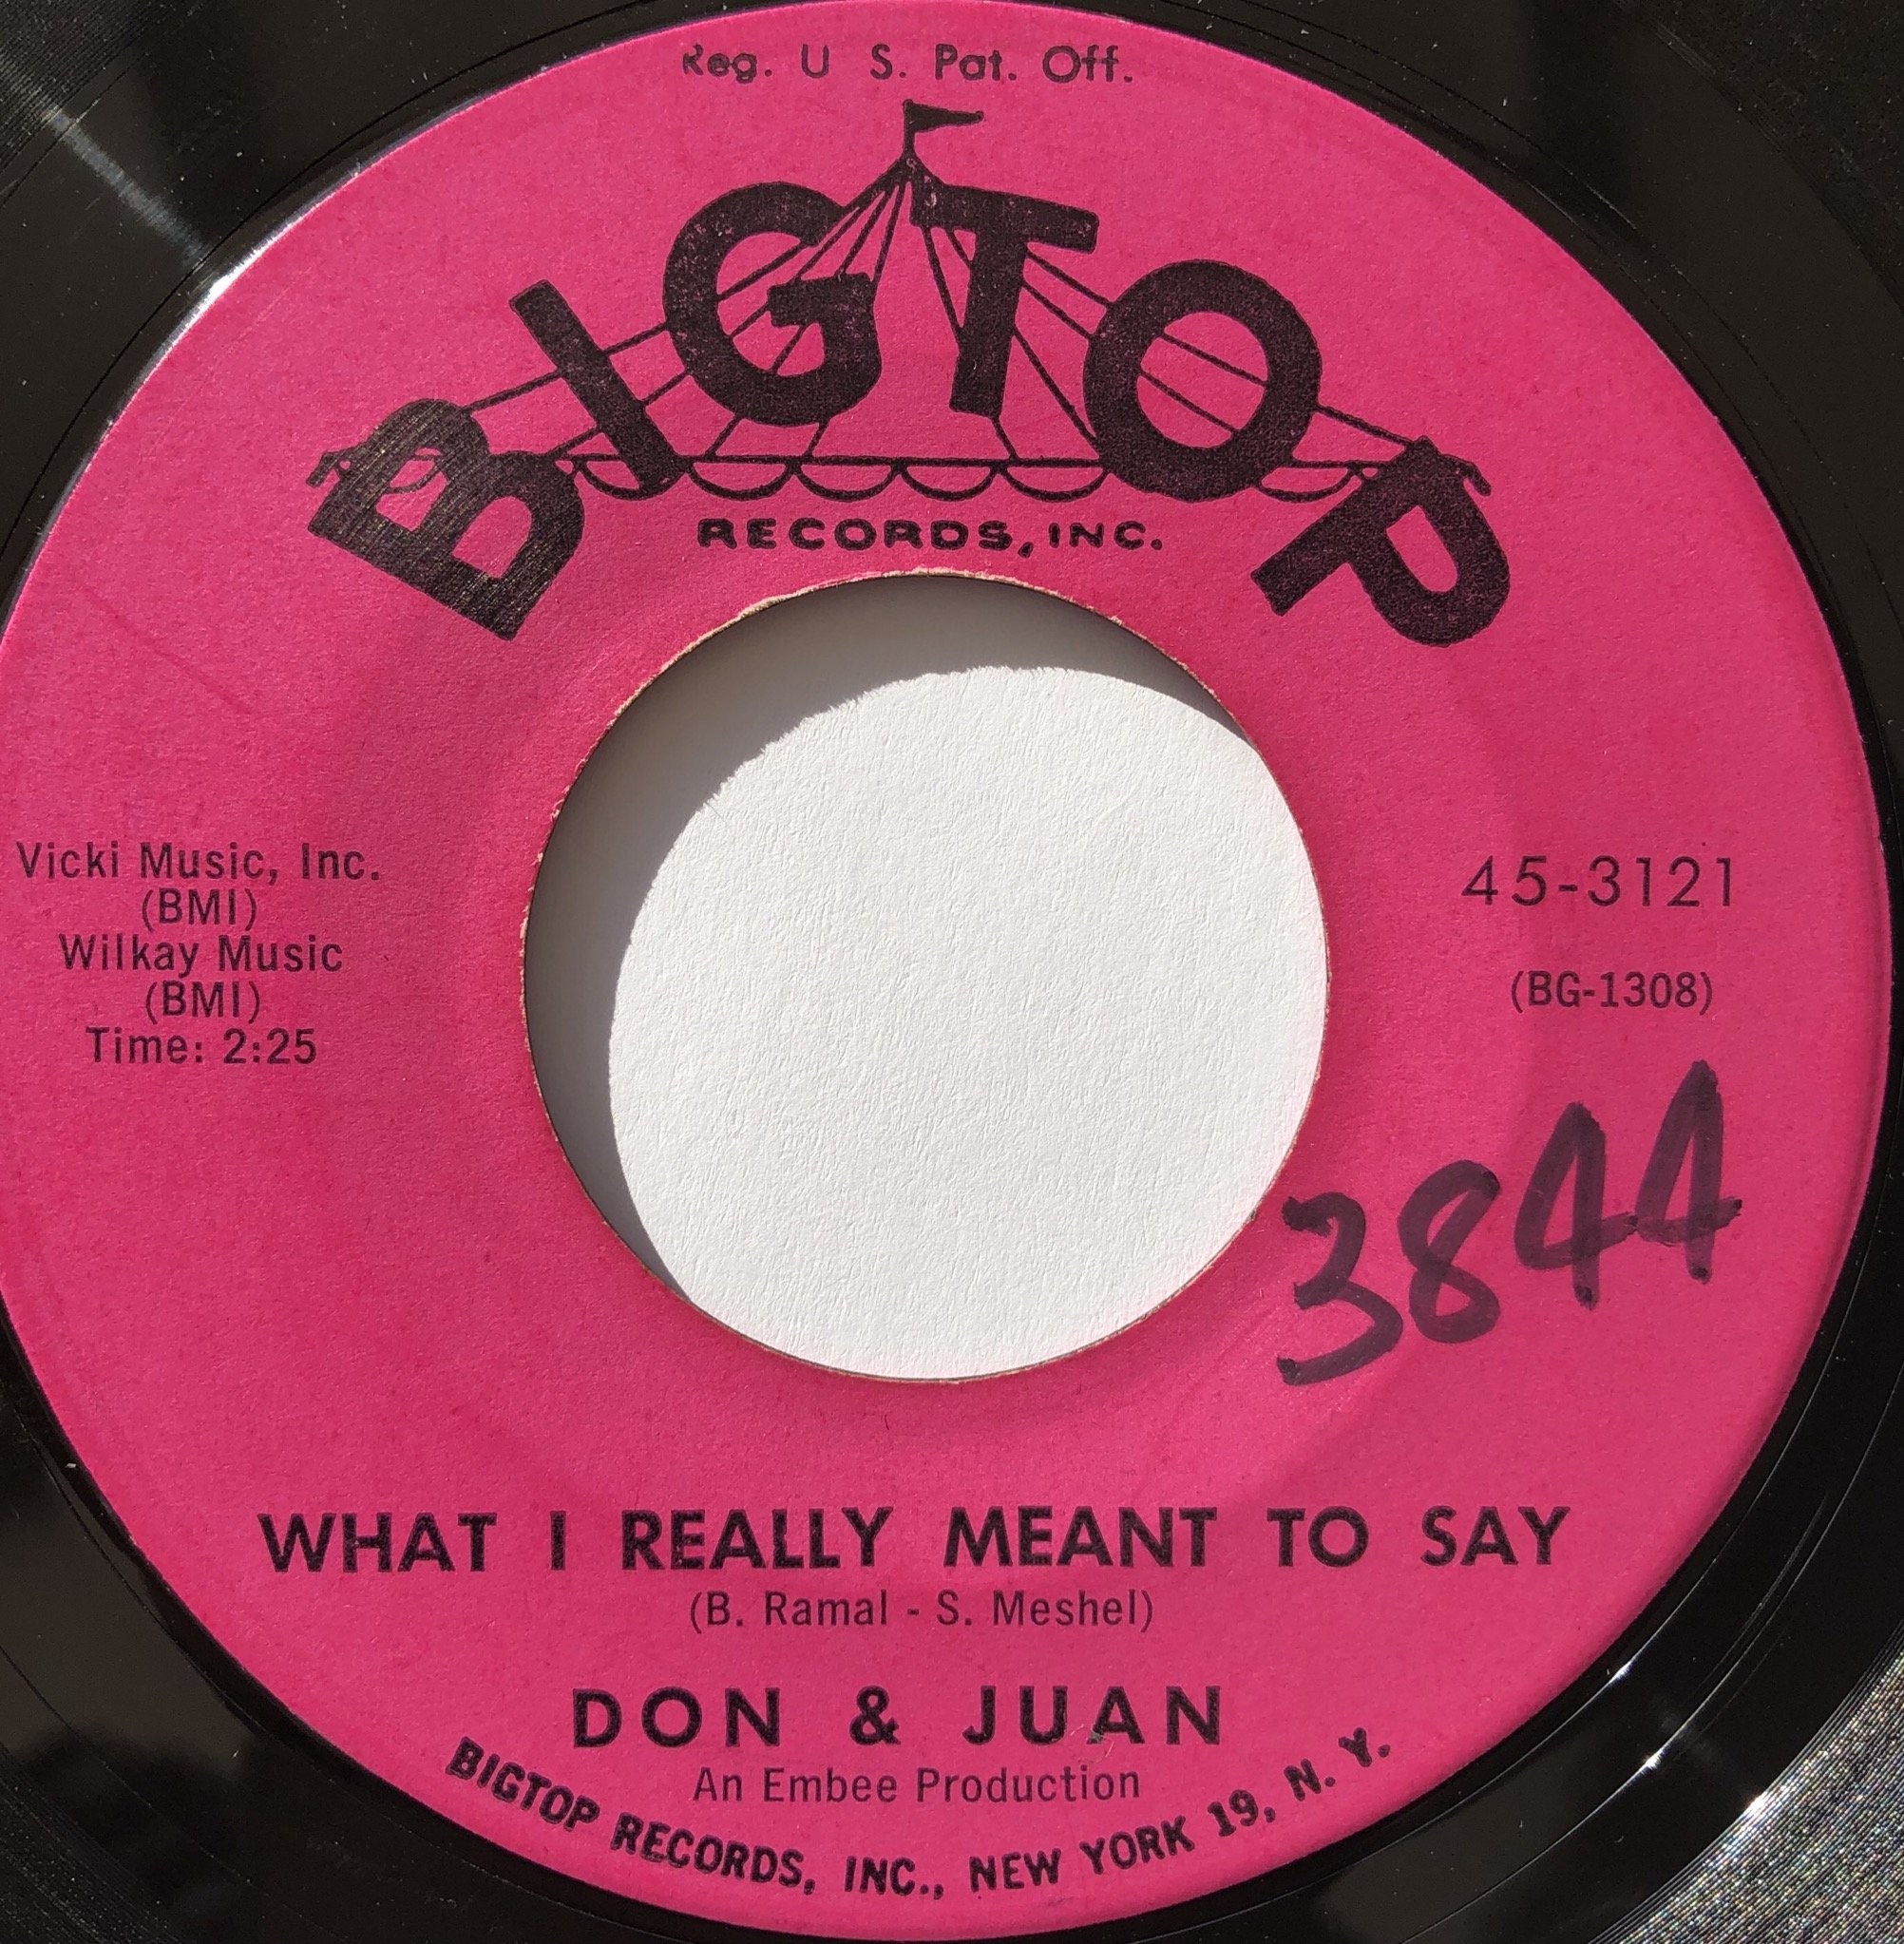 Reg. U S. Pat. Off.
BIGTOP
RECORDS, INC.
Vicki Music, Inc.
(BMI)
Wilkay Music
(BMI)
Time: 2:25
45-3121
(BG-1308)
3844
WHAT I REALLY MEANT TO SAY
(B. Ramal - S. Meshel)
DON & JUAN
An Embee Production
BIGTOP RECORDS, INC., NEW YORK 19, N. Y.